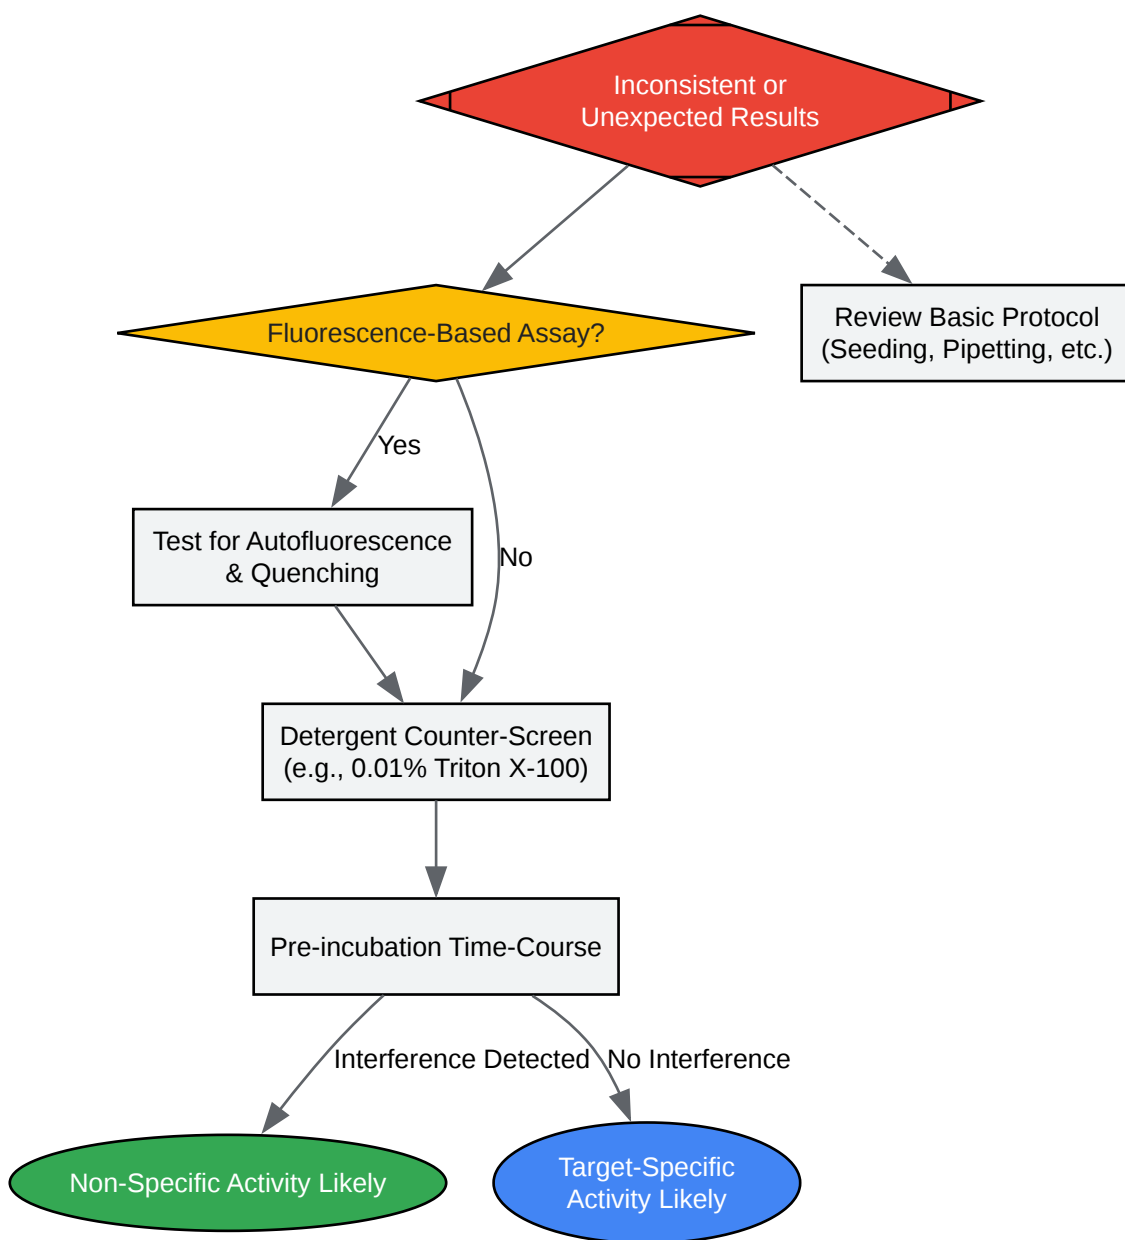 Inconsistent or
Unexpected Results
Fluorescence-Based Assay?
Review Basic Protocol
(Seeding, Pipetting, etc.)
Yes
Test for Autofluorescence
& Quenching
No
Detergent Counter-Screen
(e.g., 0.01% Triton X-100)
Pre-incubation Time-Course
Interference Detected
No Interference
Non-Specific Activity Likely
Target-Specific
Activity Likely